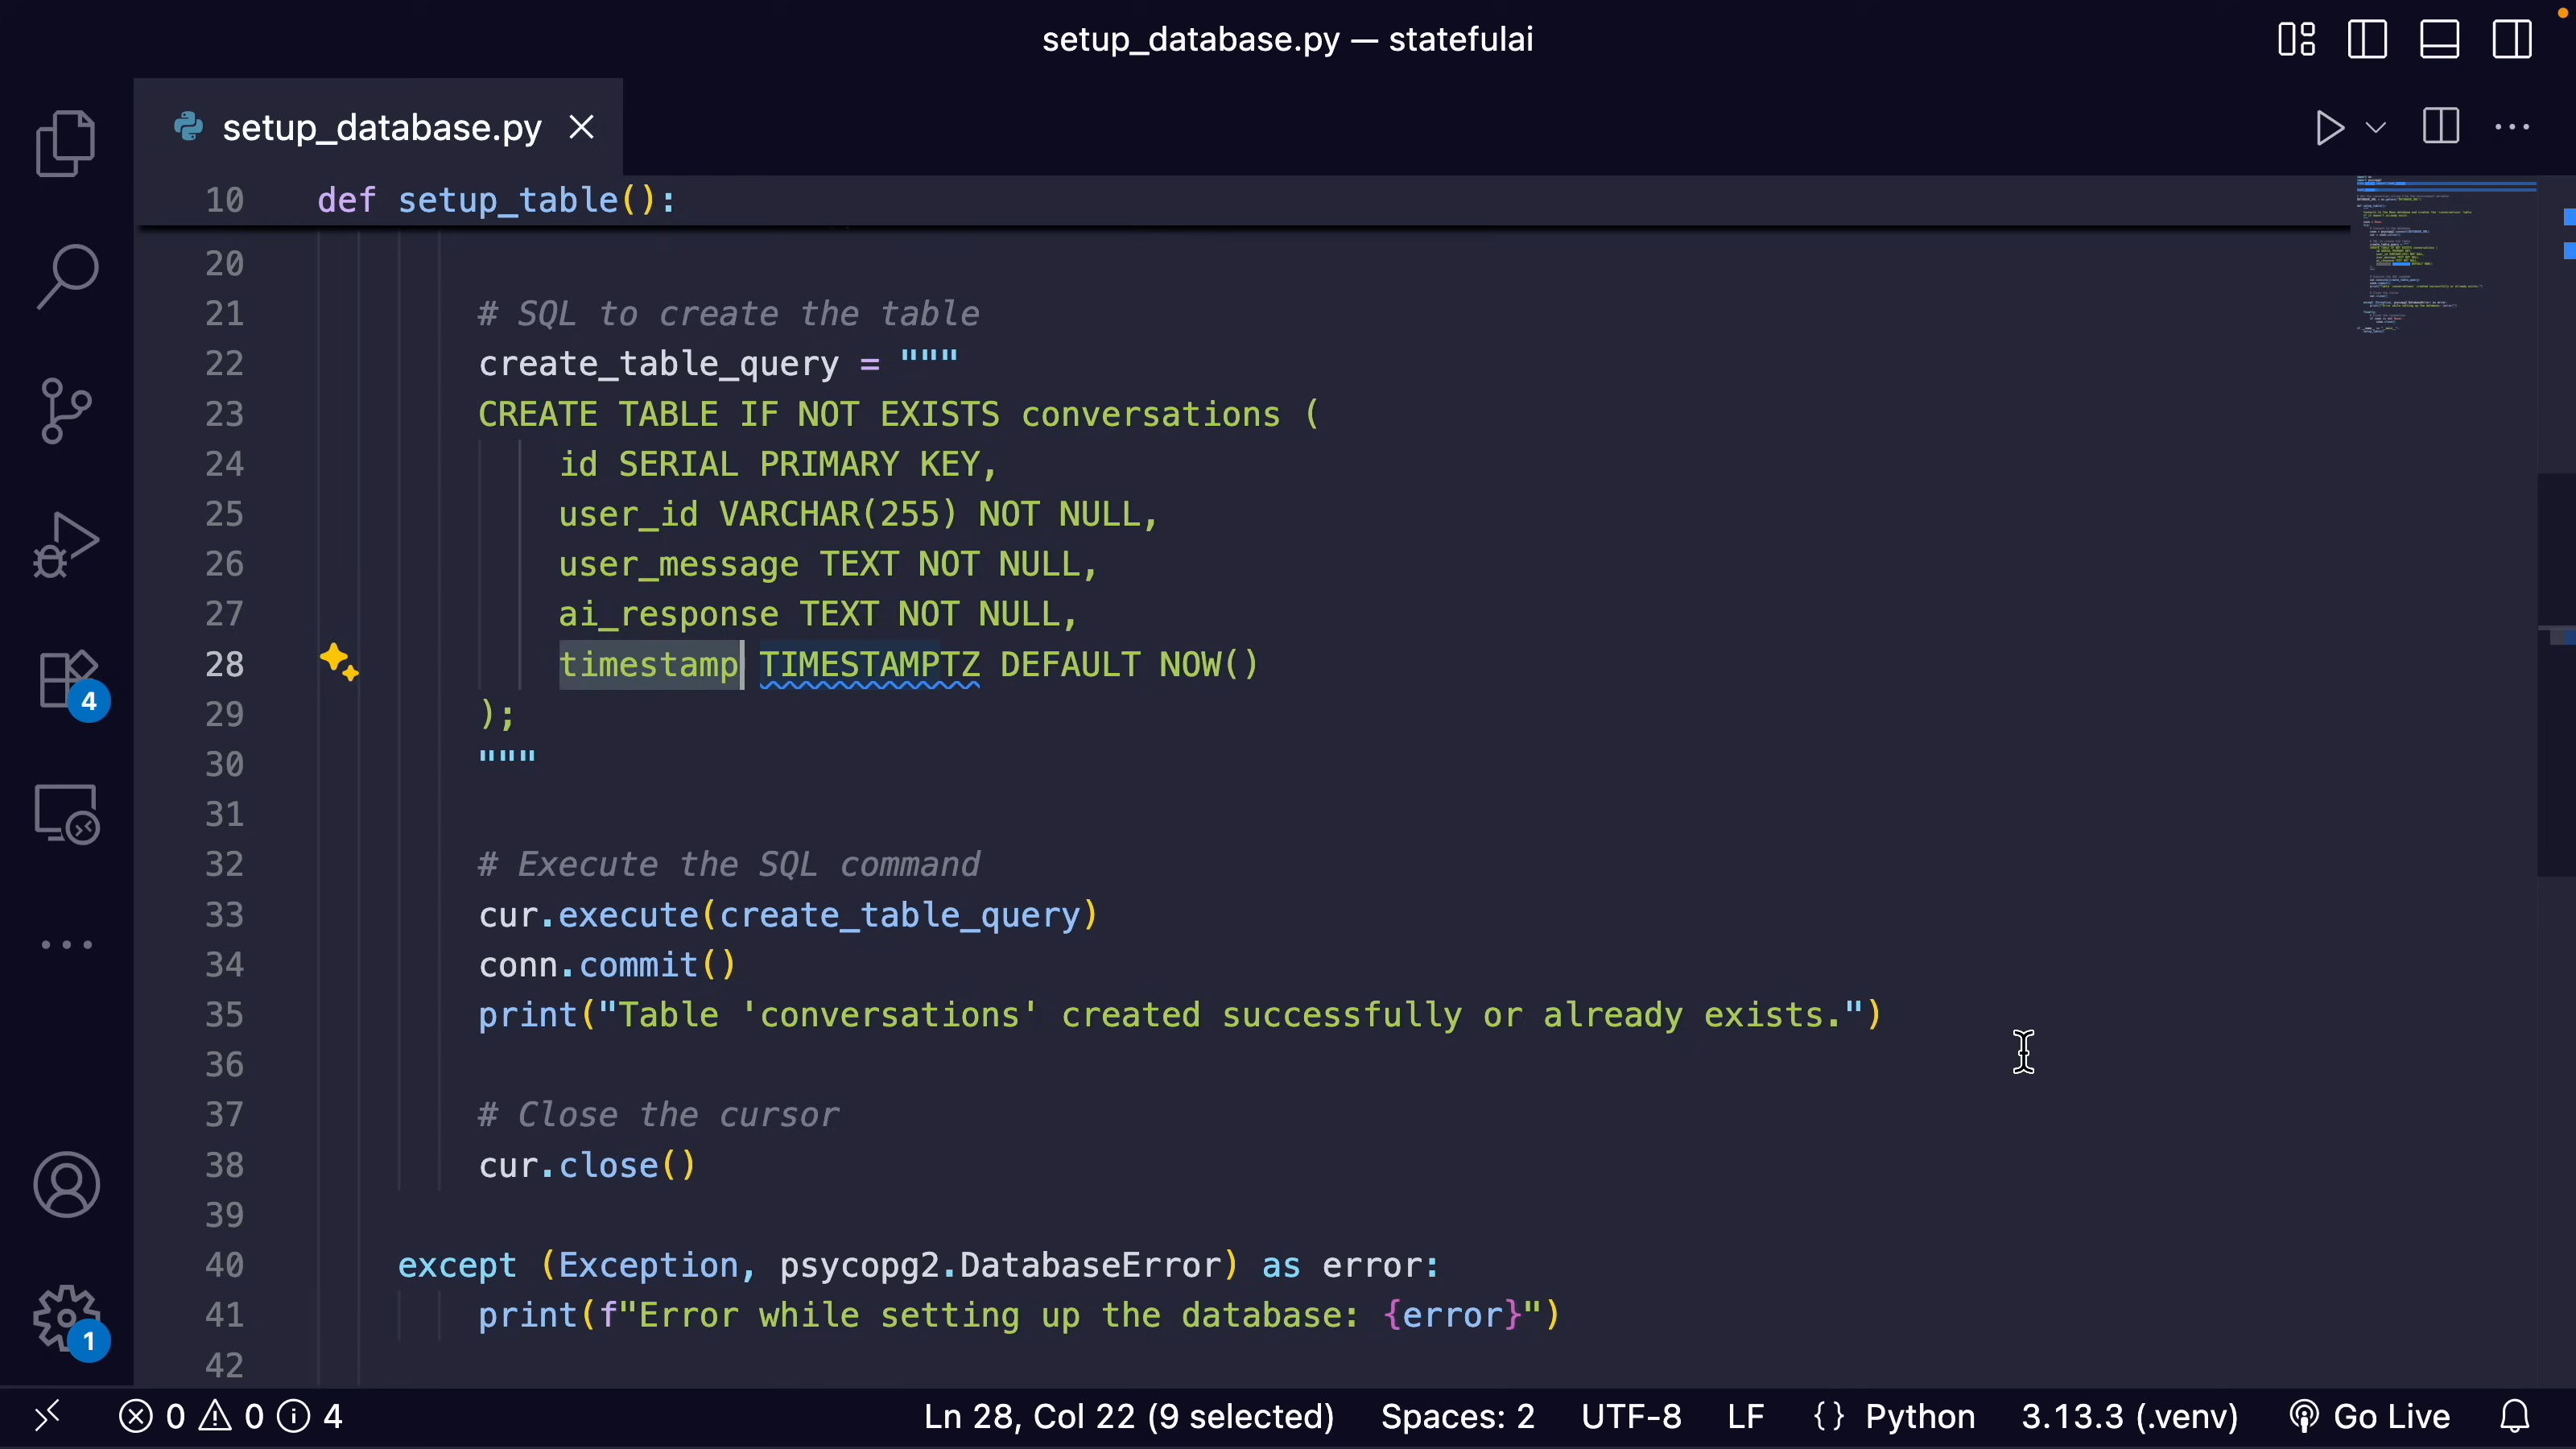 setup_database.py — statefulai
setup_database.py
10 def setup_table():
20
21 # SQL to create the table
22 create_table_query = """
23 CREATE TABLE IF NOT EXISTS conversations (
24 id SERIAL PRIMARY KEY,
25 user_id VARCHAR(255) NOT NULL,
26 user_message TEXT NOT NULL,
27 ai_response TEXT NOT NULL,
28 timestamp TIMESTAMPTZ DEFAULT NOW()
29 );
30 """
31
32 # Execute the SQL command
33 cur.execute(create_table_query)
34 conn.commit()
35 print("Table 'conversations' created successfully or already exists.")
36
37 # Close the cursor
38 cur.close()
39
40 except (Exception, psycopg2.DatabaseError) as error:
41 print(f"Error while setting up the database: {error}")
42
4
1
0 0 4 Ln 28, Col 22 (9 selected) Spaces: 2 UTF-8 LF {} Python 3.13.3 (.venv) Go Live